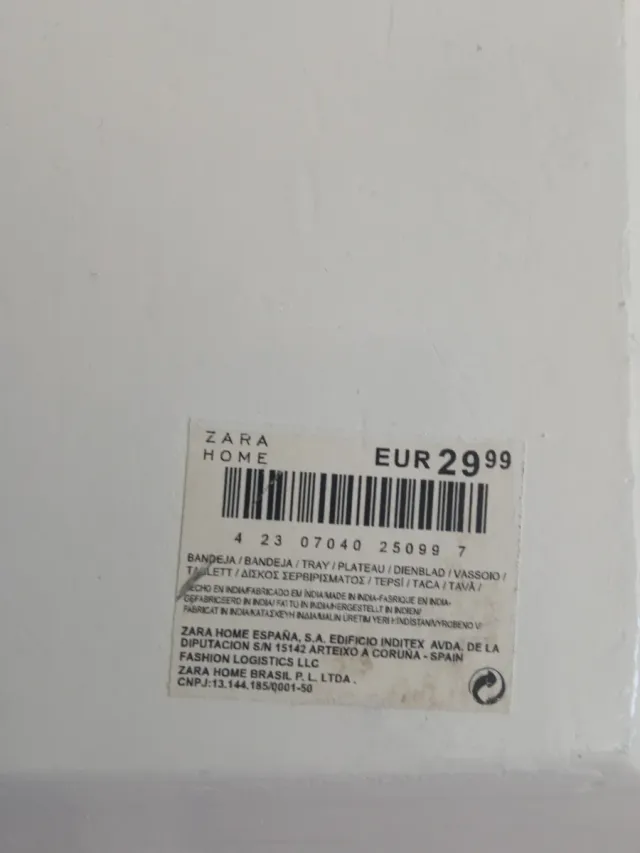 ZARA
HOME
EUR 29 99
4 23 07040 25099 7
BANDEJA / BANDEJA / TRAY / PLATEAU / DIENBLAD / VASSOIO /
TABLETT / ΔΙΣΚΟΣ ΣΕΡΒΙΡΙΣΜΑΤΟΣ / TEPSİ / TACA / TAVĂ /
HECHO EN INDIA/FABRICADO EM ÍNDIA/MADE IN INDIA-FABRIQUE EN INDIA-
GEFABRICEERD IN INDIA/ FATTO IN INDIA/HERGESTELLT IN INDIEN/
FABRICAT IN INDIA/ΚΑΤΑΣΚΕΥΗ ΙΝΔΙΑ/MALIN ÜRETIM YERI HINDISTAN/VYROBENO V/
ZARA HOME ESPAÑA, S.A. EDIFICIO INDITEX AVDA. DE LA
DIPUTACION S/N 15142 ARTEIXO A CORUÑA - SPAIN
FASHION LOGISTICS LLC
ZARA HOME BRASIL P. L. LTDA.
CNPJ:13.144.185/0001-50